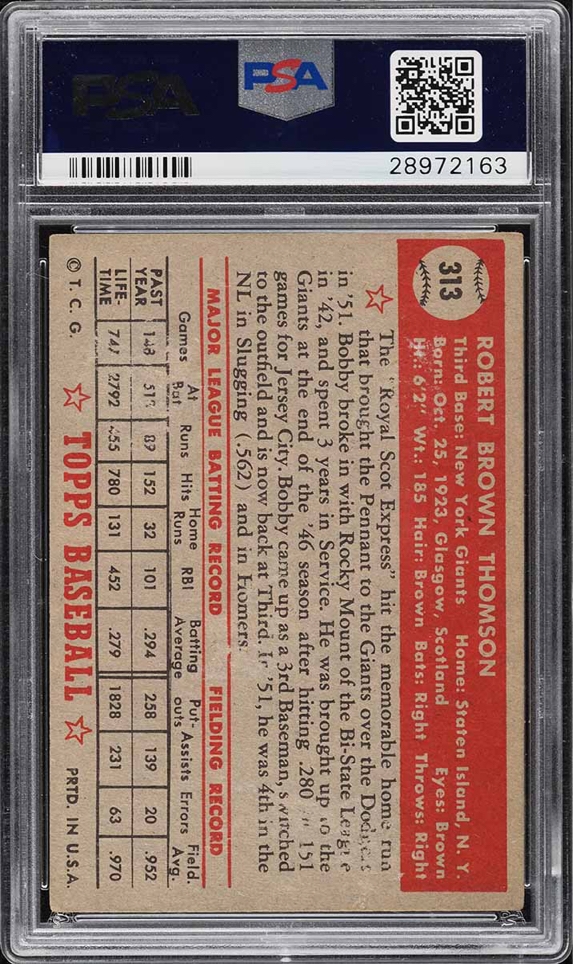 PSA
PSA
28972163
313
ROBERT BROWN THOMSON
Third Base: New York Giants Home: Staten Island, N. Y.
Born: Oct. 25, 1923, Glasgow, Scotland Eyes: Brown
Ht.: 6'2" Wt.: 185 Hair: Brown Bats: Right Throws: Right
The "Royal Scot Express" hit the memorable home run
that brought the Pennant to the Giants over the Dodgers
in '51. Bobby broke in with Rocky Mount of the Bi-State League
in '42, and spent 3 years in Service. He was brought up to the
Giants at the end of the '46 season after hitting .280 in 151
games for Jersey City. Bobby came up as a 3rd Baseman, switched
to the outfield and is now back at Third. In '51, he was 4th in the
NL in Slugging (.562) and in Homers.
MAJOR LEAGUE BATTING RECORD FIELDING RECORD
Games At Bat Runs Hits Home Runs RBI Batting Average Put-outs Assists Errors Field. Avg.
PAST YEAR 148 518 89 152 32 101 .294 258 139 20 .952
LIFE-TIME 747 2792 455 780 131 452 .279 1828 231 63 .970
© T. C. G. TOPPS BASEBALL PRTD. IN U.S.A.